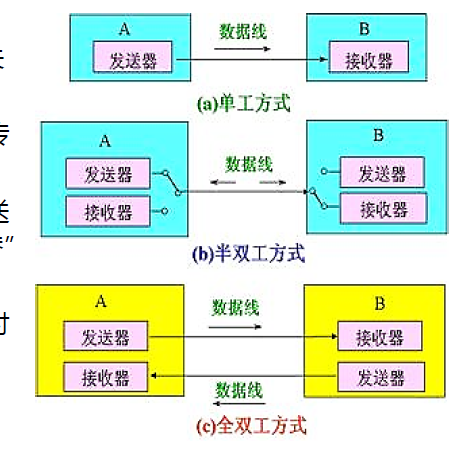 A
B
数据线
发送器
接收器
(a)单工方式
A
B
数据线
发送器
发送器
接收器
接收器
(b)半双工方式
A
B
数据线
发送器
接收器
接收器
发送器
数据线
(c)全双工方式